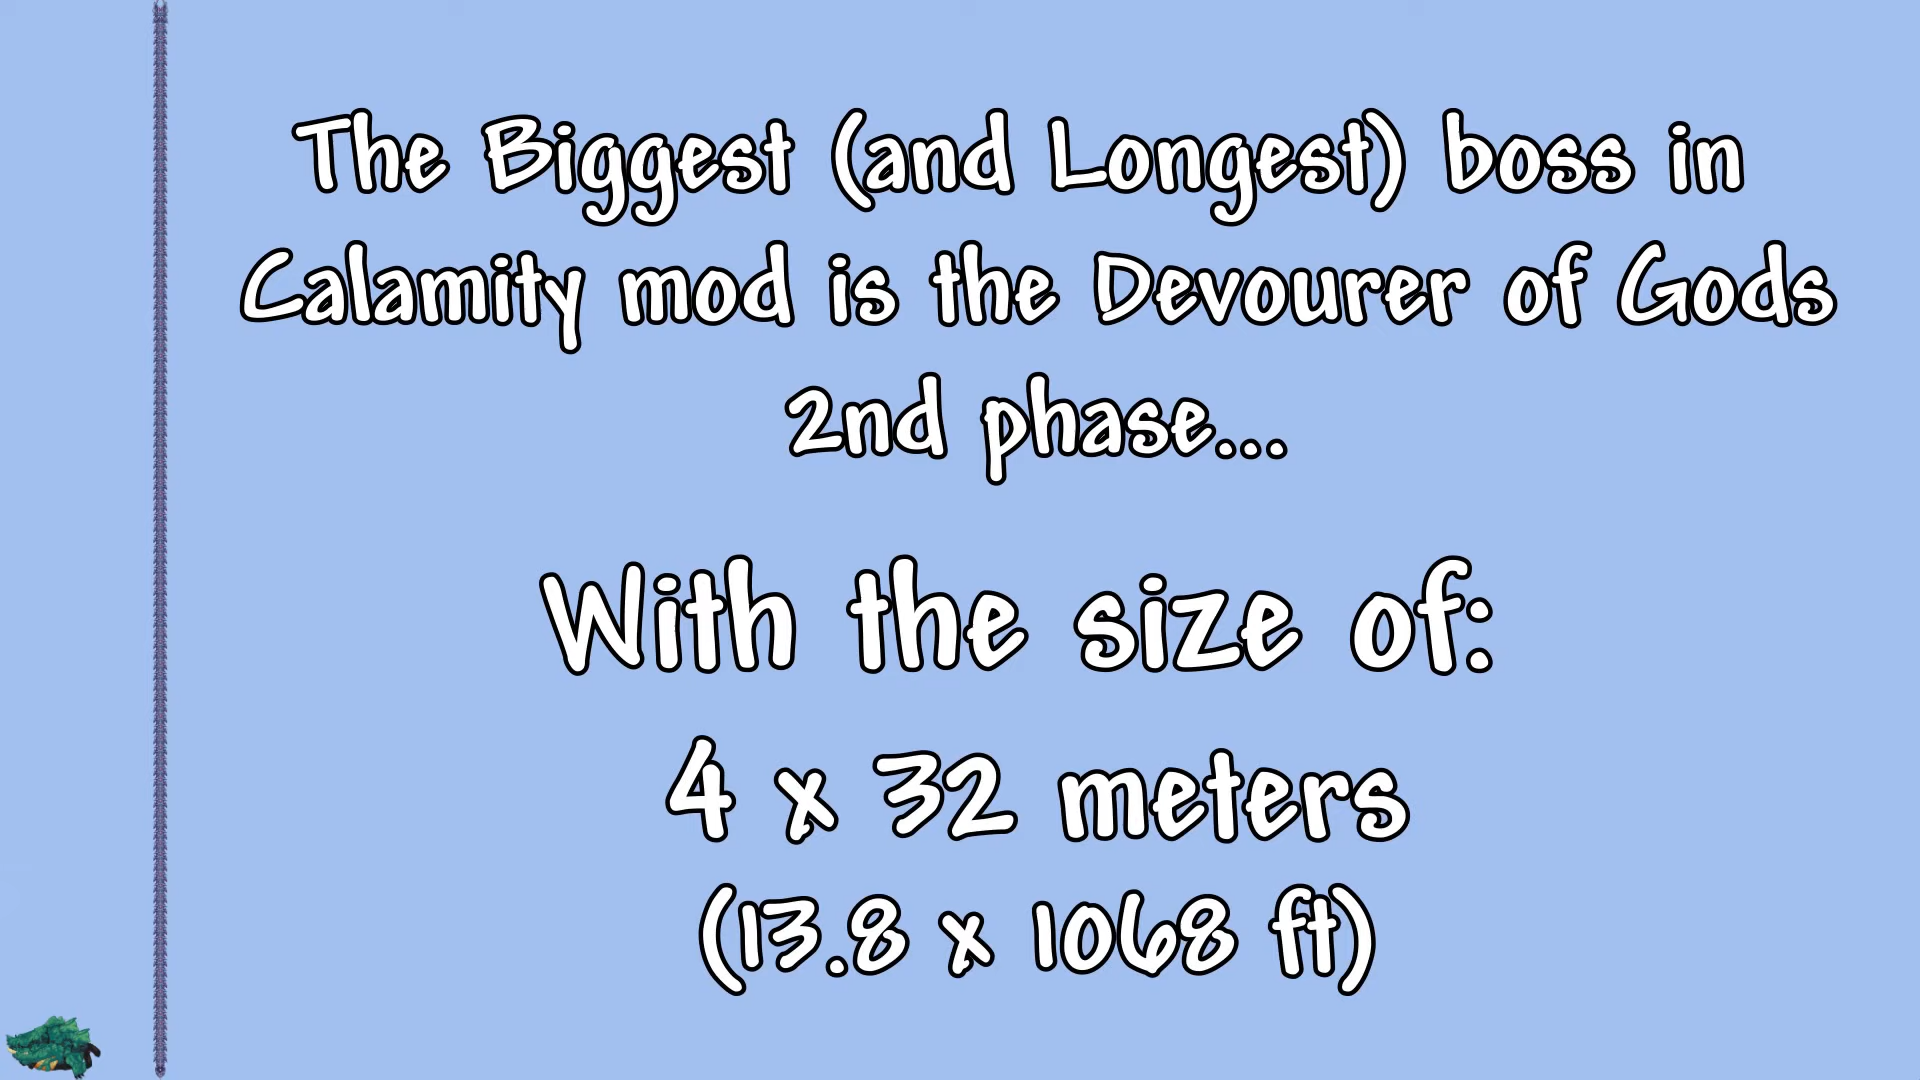 The Biggest (and Longest) boss in
Calamity mod is the Devourer of Gods
2nd phase...
With the size of:
4 x 32 meters
(13.8 x 1068 ft)